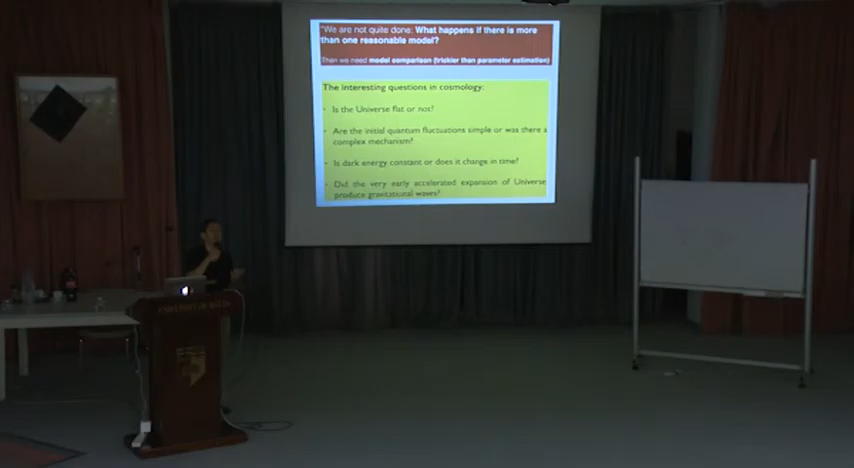 "We are not quite done: What happens if there is more
than one reasonable model?
Then we need model comparison (trickier than parameter estimation)
The interesting questions in cosmology:
• Is the Universe flat or not?
• Are the initial quantum fluctuations simple or was there a
complex mechanism?
• Is dark energy constant or does it change in time?
• Did the very early accelerated expansion of Universe
produce gravitational waves?
UNIVERSITY OF